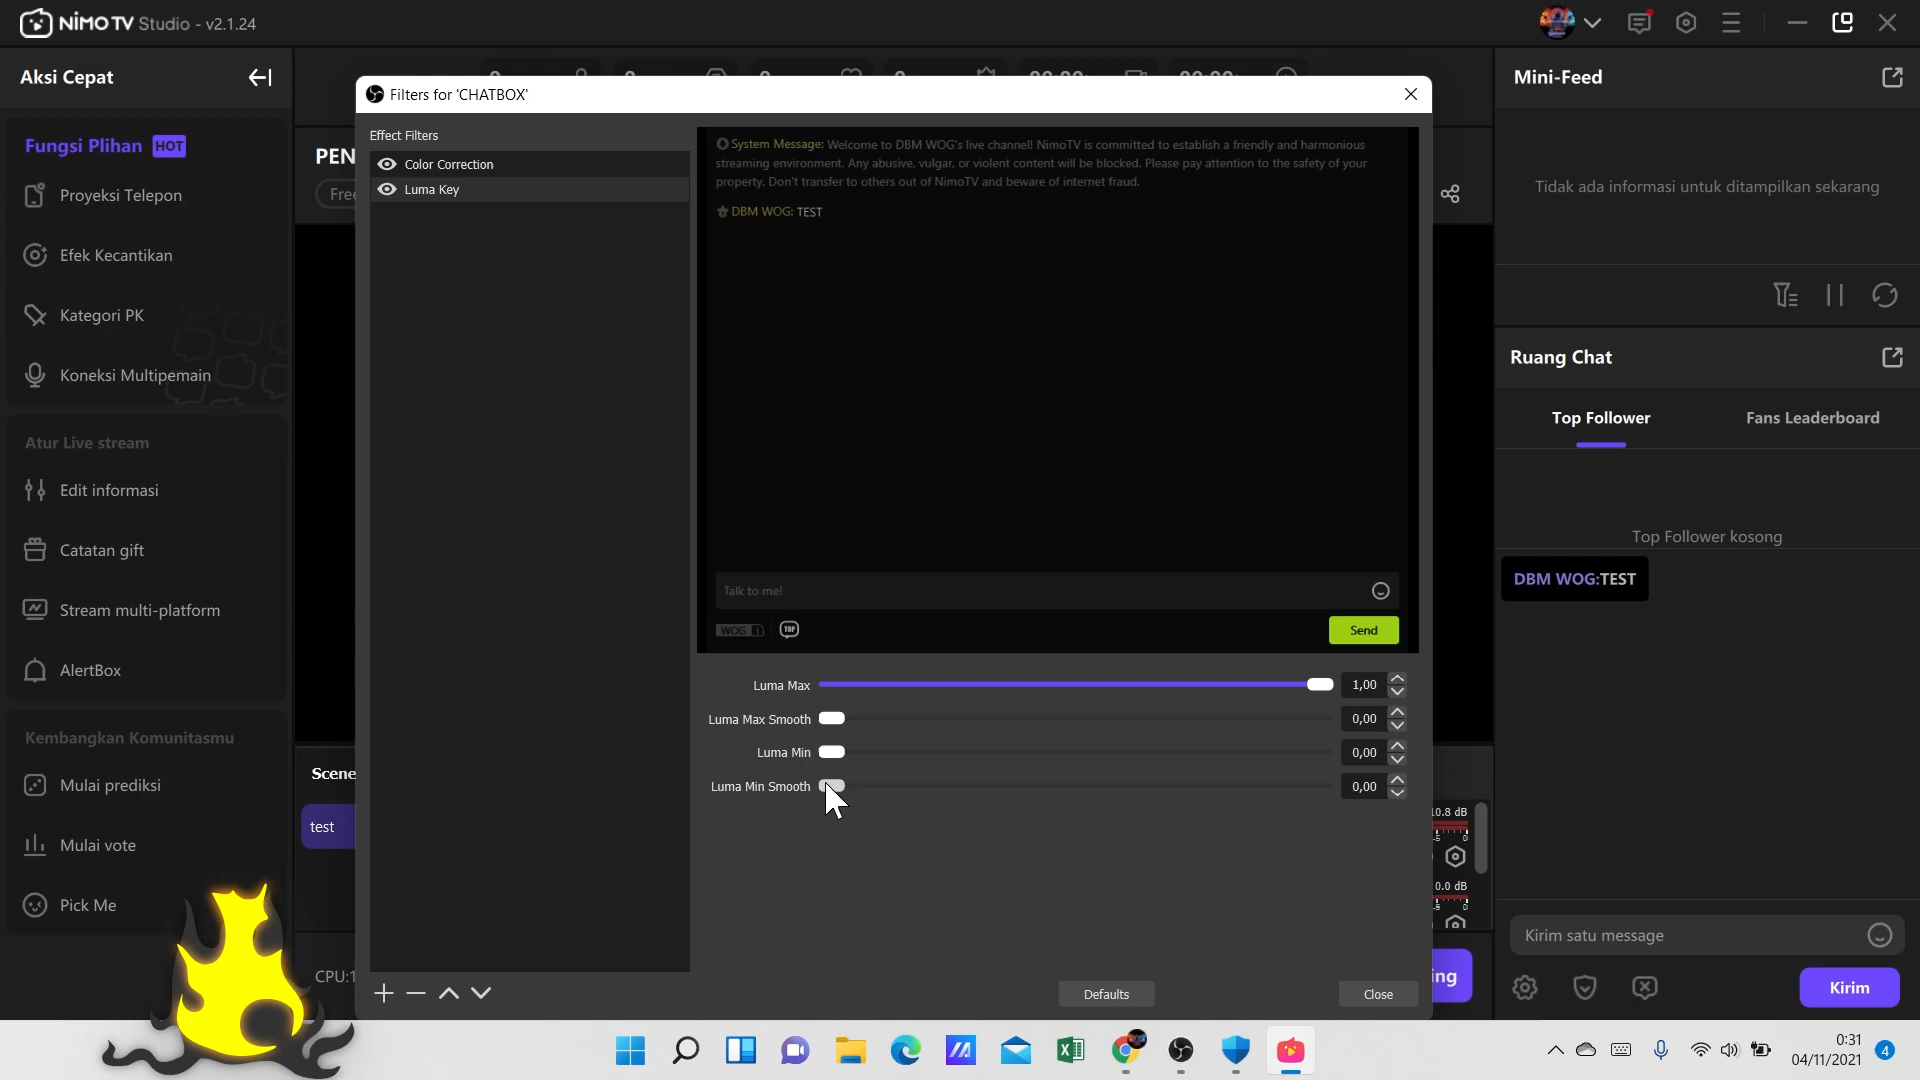 NIMO TV Studio - v2.1.24
Aksi Cepat
Fungsi Plihan HOT
Proyeksi Telepon
Efek Kecantikan
Kategori PK
Koneksi Multipemain
Atur Live stream
Edit informasi
Catatan gift
Stream multi-platform
AlertBox
Kembangkan Komunitasmu
Mulai prediksi
Mulai vote
Pick Me
PEN
Free
Scene
test
CPU:1
Filters for 'CHATBOX'
Effect Filters
Color Correction
Luma Key
System Message: Welcome to DBM WOG's live channel! NimoTV is committed to establish a friendly and harmonious
streaming environment. Any abusive, vulgar, or violent content will be blocked. Please pay attention to the safety of your
property. Don't transfer to others out of NimoTV and beware of internet fraud.
DBM WOG: TEST
Talk to me!
WOG TOP
Send
Luma Max 1,00
Luma Max Smooth 0,00
Luma Min 0,00
Luma Min Smooth 0,00
Defaults
Close
0.0 dB
ing
Mini-Feed
Tidak ada informasi untuk ditampilkan sekarang
Ruang Chat
Top Follower Fans Leaderboard
Top Follower kosong
DBM WOG:TEST
Kirim satu message
Kirim
0:31
04/11/2021
4